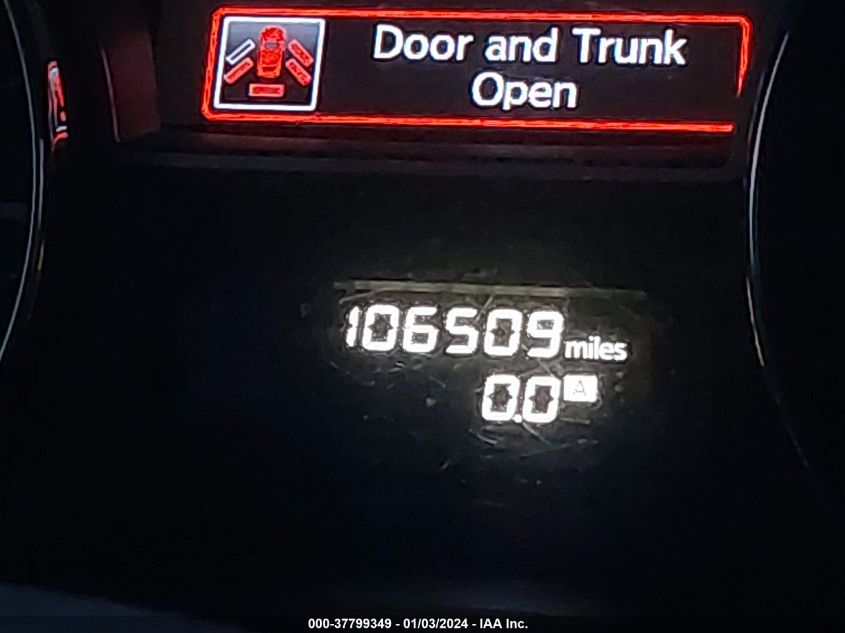 Door and Trunk
Open
106509 miles
0.0 A
000-37799349 - 01/03/2024 - IAA Inc.